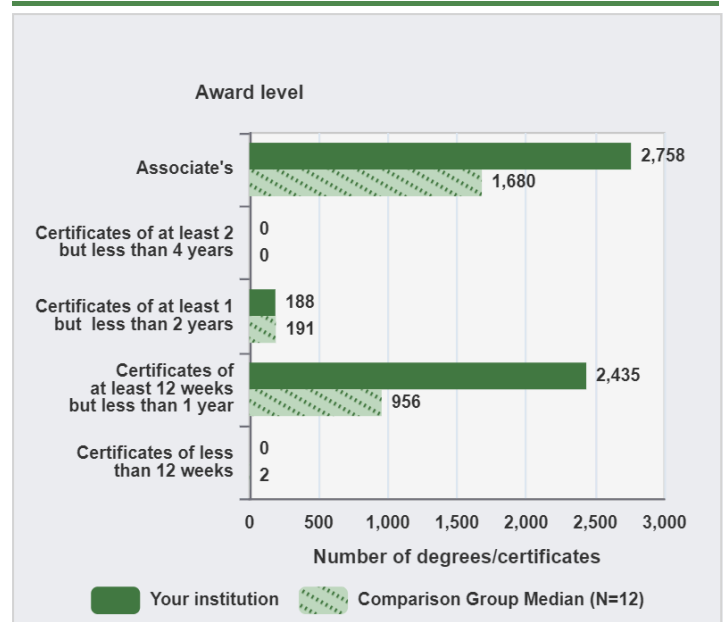 Award level
Associate's
2,758
1,680
Certificates of at least 2
but less than 4 years
0
0
Certificates of at least 1
but less than 2 years
188
191
Certificates of
at least 12 weeks
but less than 1 year
2,435
956
Certificates of less
than 12 weeks
0
2
0 500 1,000 1,500 2,000 2,500 3,000
Number of degrees/certificates
Your institution Comparison Group Median (N=12)